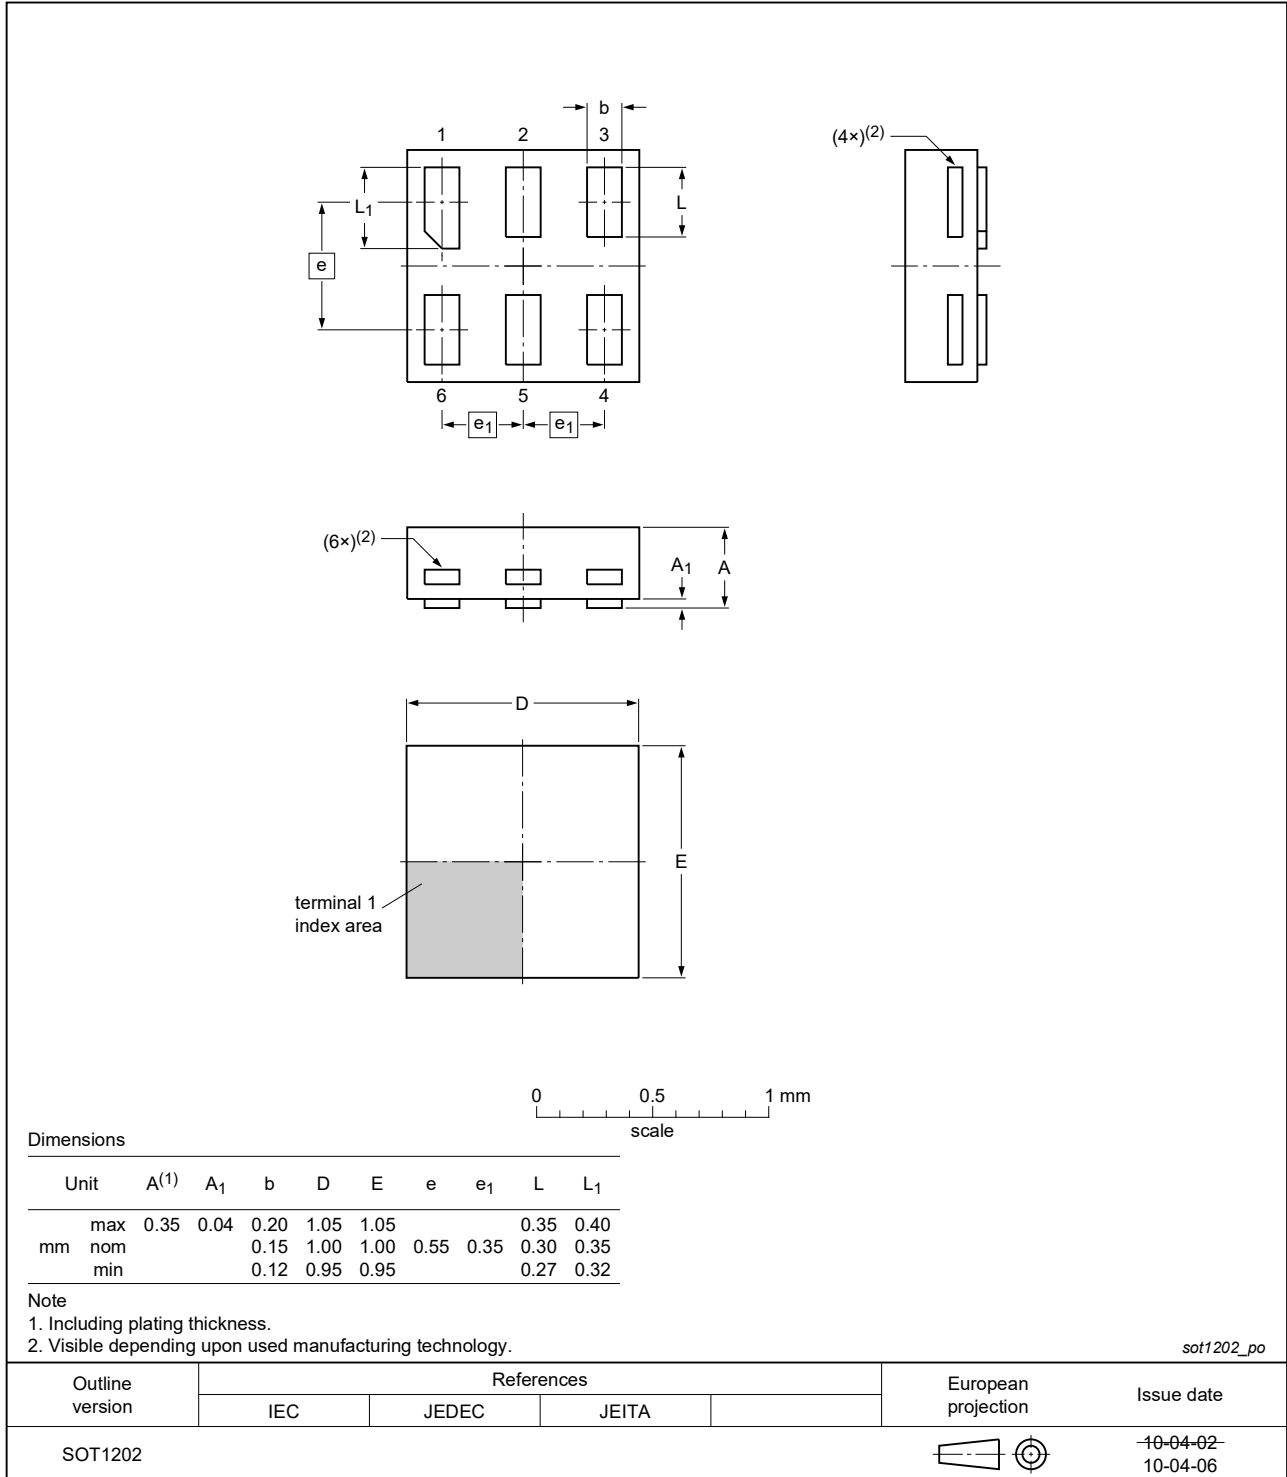 b
1 2 3
(4×)(2)
L1
L
e
6 5 4
e1 e1
(6×)(2)
A1 A
D
E
terminal 1
index area
0 0.5 1 mm
scale
Dimensions
Unit A(1) A1 b D E e e1 L L1
max 0.35 0.04 0.20 1.05 1.05 0.35 0.40
mm nom 0.15 1.00 1.00 0.55 0.35 0.30 0.35
min 0.12 0.95 0.95 0.27 0.32
Note
1. Including plating thickness.
2. Visible depending upon used manufacturing technology.
sot1202_po
Outline version References European projection Issue date
IEC JEDEC JEITA
SOT1202
10-04-02
10-04-06